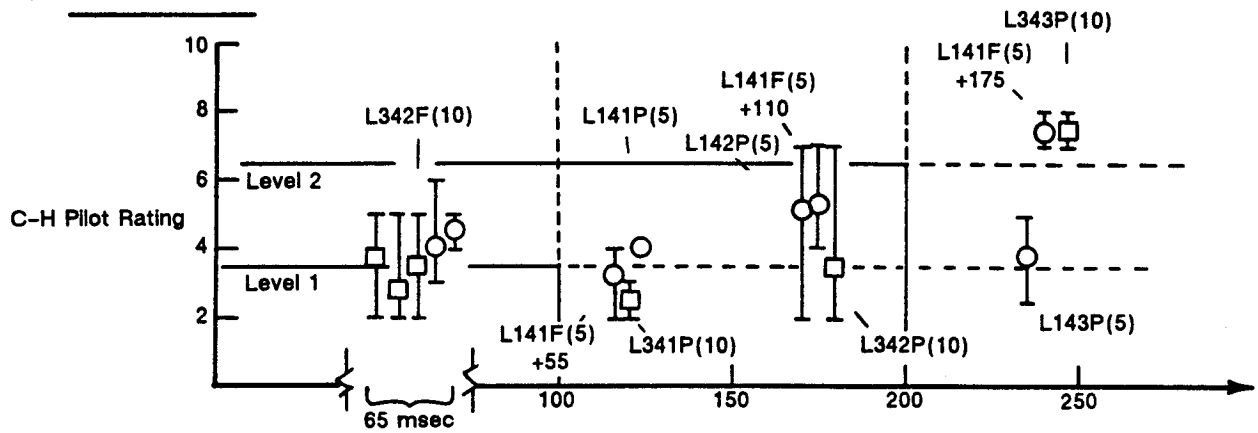 L343P(10)
10
L141F(5)
+175
L141F(5)
+110
8
L342F(10)
L141P(5)
L142P(5)
6
Level 2
C-H Pilot Rating
4
Level 1
2
L141F(5)
+55
L341P(10)
L342P(10)
L143P(5)
65 msec
100
150
200
250